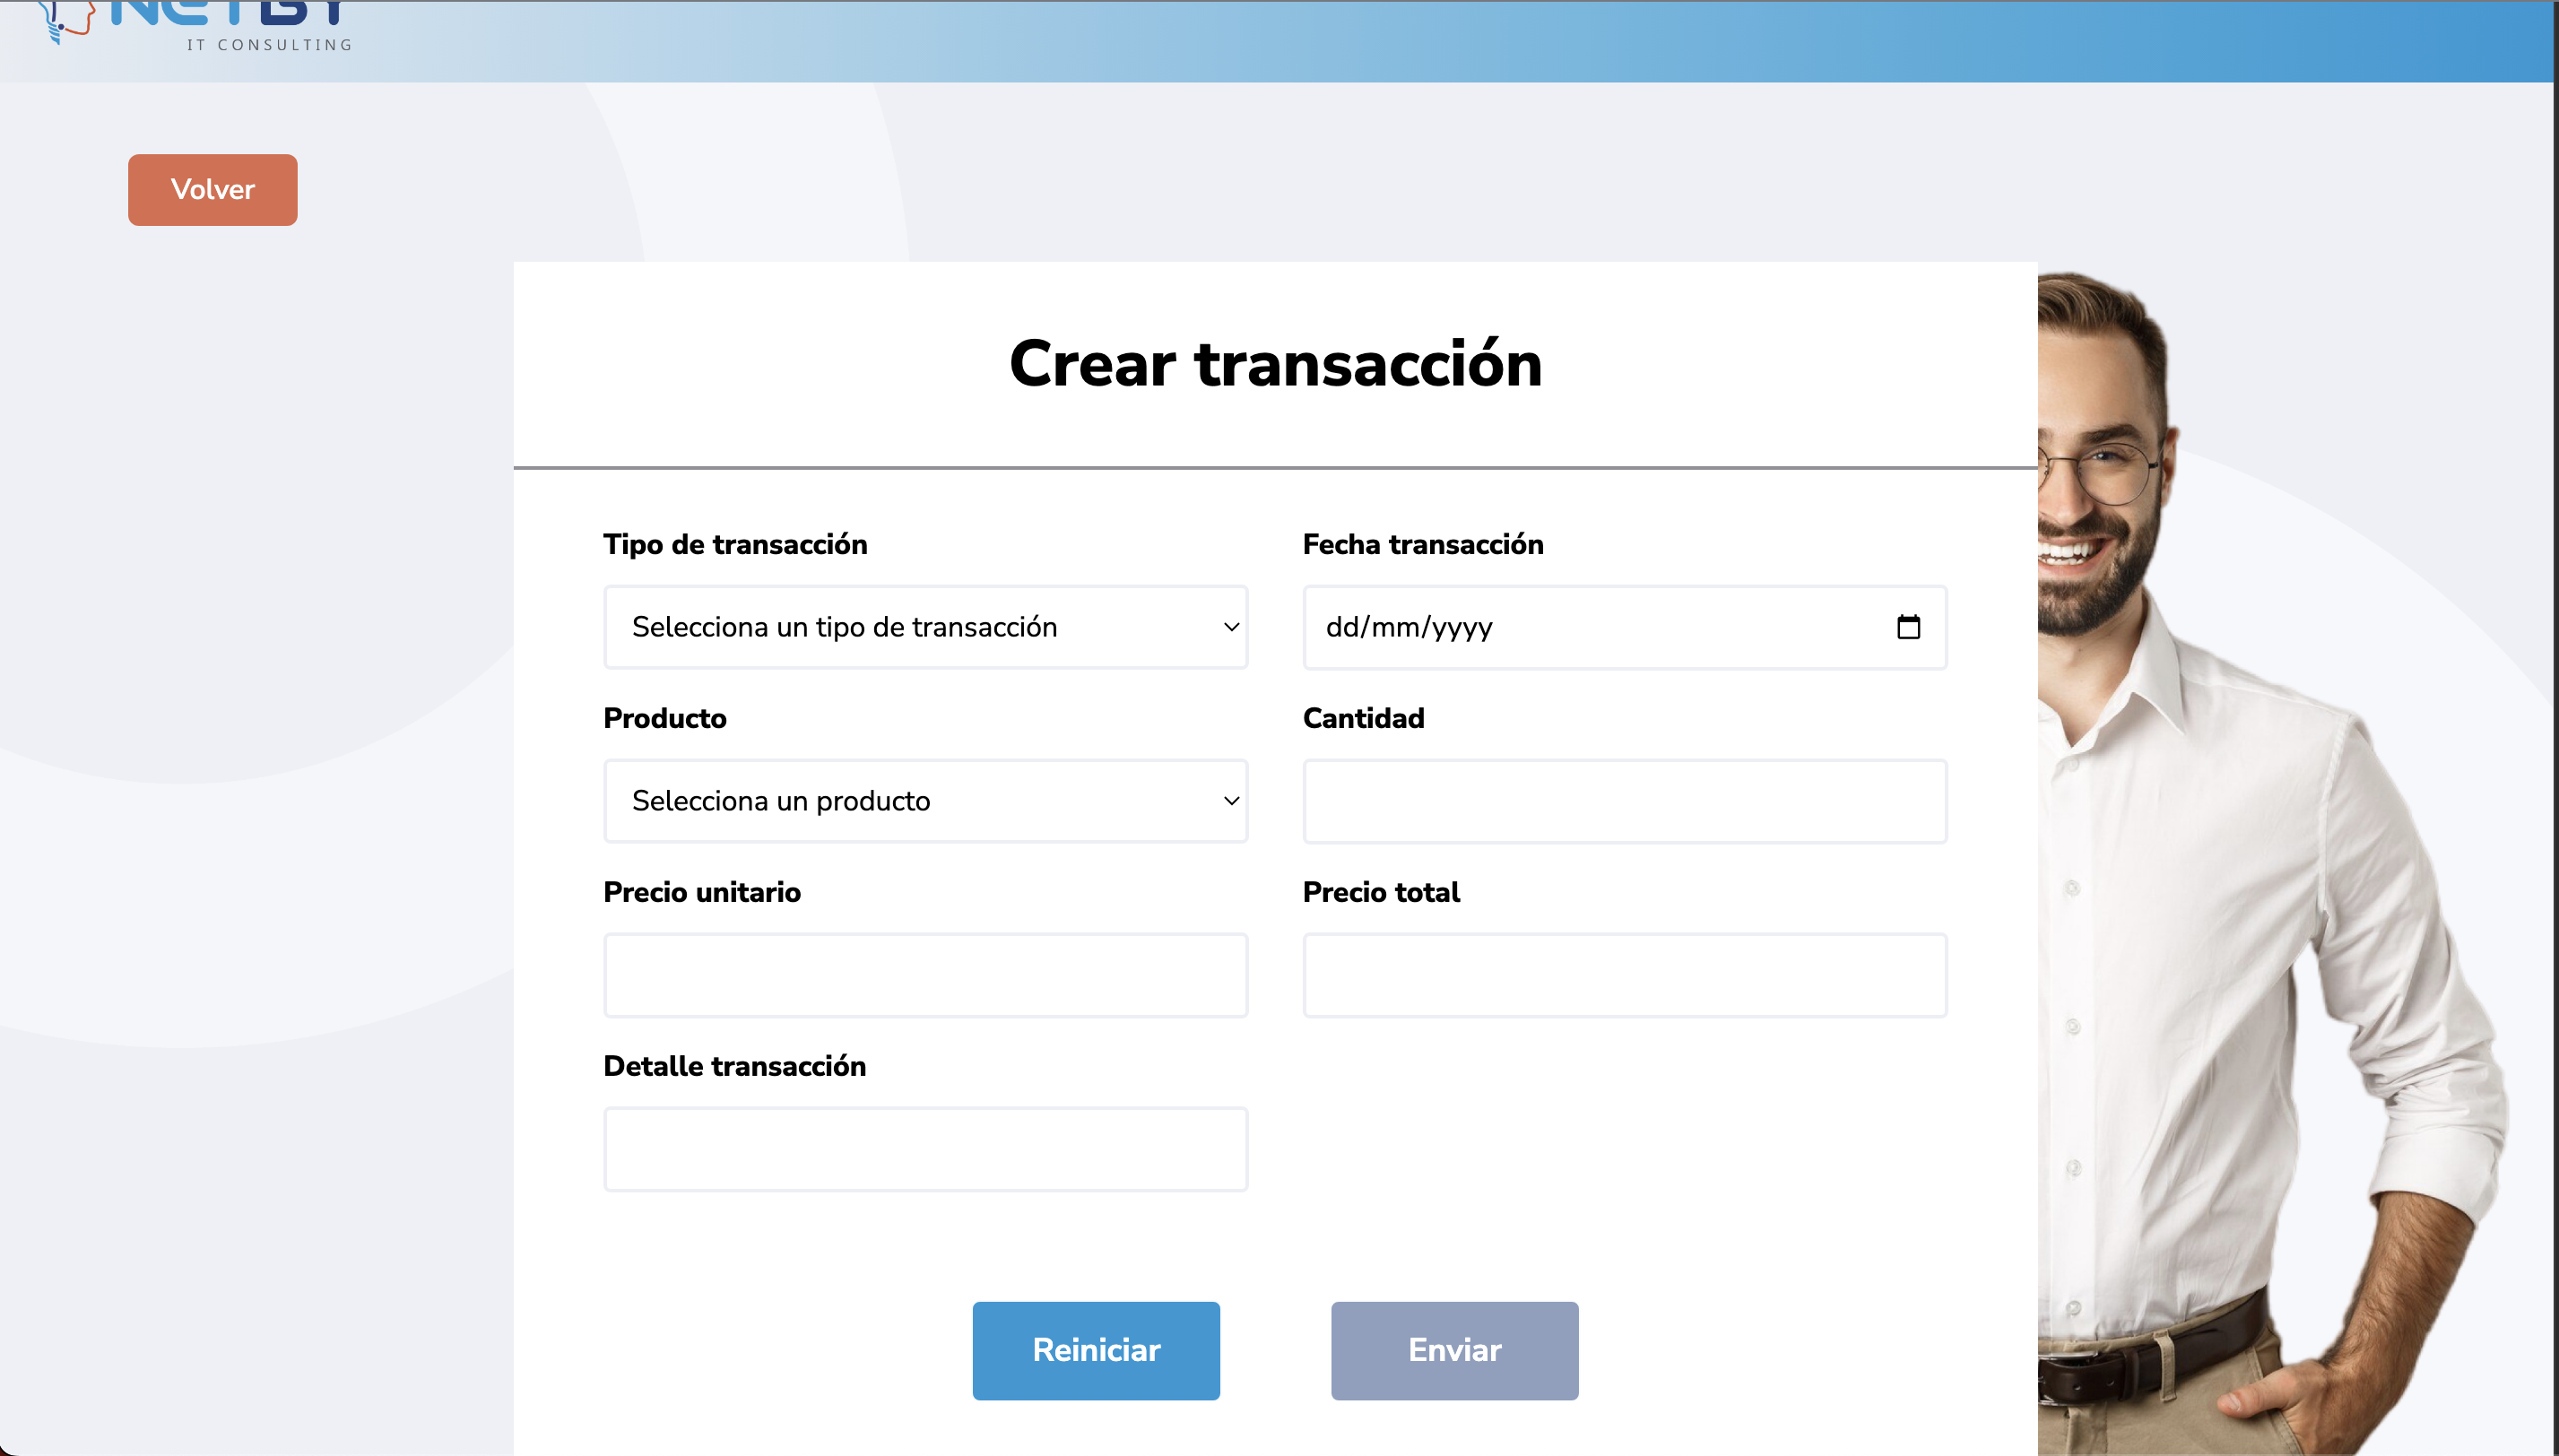 NETBY
IT CONSULTING
Volver
Crear transacción
Tipo de transacción
Fecha transacción
Selecciona un tipo de transacción
dd/mm/yyyy
Producto
Cantidad
Selecciona un producto
Precio unitario
Precio total
Detalle transacción
Reiniciar
Enviar